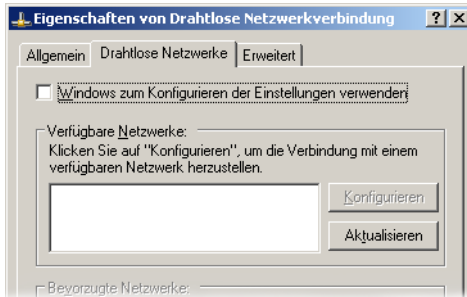 Eigenschaften von Drahtlose Netzwerkverbindung
Allgemein Drahtlose Netzwerke Erweitert
Windows zum Konfigurieren der Einstellungen verwenden
Verfügbare Netzwerke:
Klicken Sie auf "Konfigurieren", um die Verbindung mit einem
verfügbaren Netzwerk herzustellen.
Konfigurieren
Aktualisieren
Bevorzugte Netzwerke: